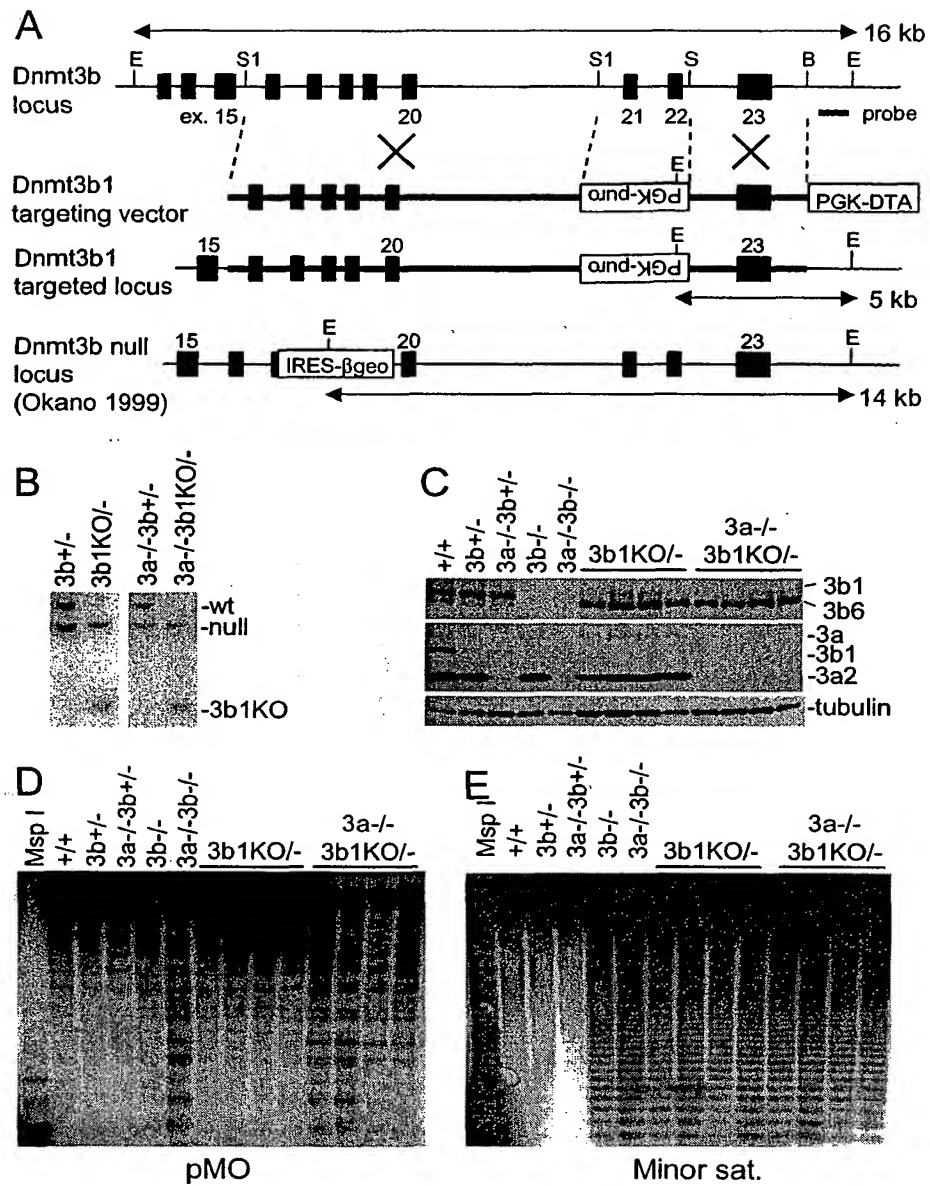 A
16 kb
E S1 S1 S B E
Dnmt3b
locus
ex. 15 20 21 22 23 probe
E
Dnmt3b1
targeting vector
PGK-puro
PGK-DTA
15 20 E 23 E
Dnmt3b1
targeted locus
PGK-puro
5 kb
Dnmt3b null
locus
(Okano 1999)
15 E 20 23 E
IRES-βgeo
14 kb
B
3b+/-
3b1KO/-
3a-/-3b+/-
3a-/-3b1KO/-
-wt
-null
-3b1KO
C
+/+
3b+/-
3a-/-3b+/-
3b-/-
3a-/-3b-/-
3b1KO/-
3a-/-
3b1KO/-
3b1
3b6
-3a
-3b1
-3a2
-tubulin
D
Msp I
+/+
3b+/-
3a-/-3b+/-
3b-/-
3a-/-3b-/-
3b1KO/-
3a-/-
3b1KO/-
pMO
E
Msp I
+/+
3b+/-
3a-/-3b+/-
3b-/-
3a-/-3b-/-
3b1KO/-
3a-/-
3b1KO/-
Minor sat.